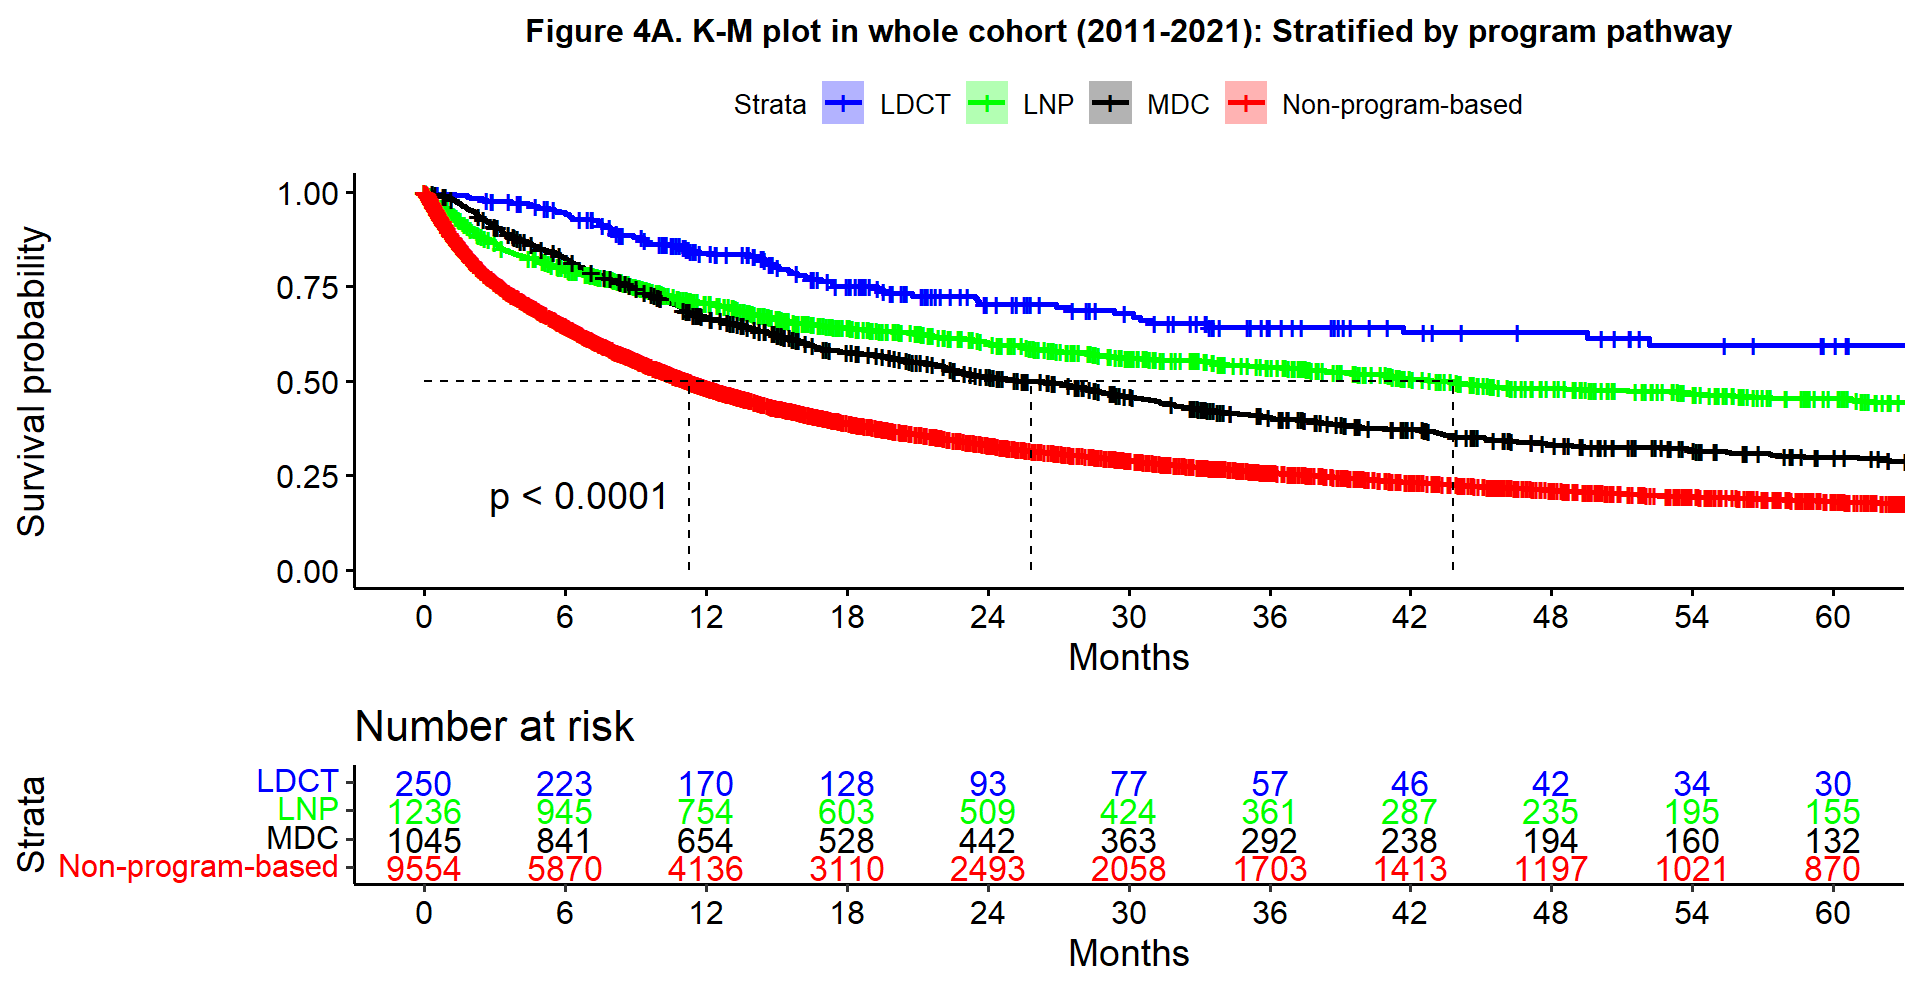 Figure 4A. K-M plot in whole cohort (2011-2021): Stratified by program pathway
Strata LDCT LNP MDC Non-program-based
Survival probability
1.00
0.75
0.50
0.25
0.00
p < 0.0001
0 6 12 18 24 30 36 42 48 54 60
Months
Number at risk
Strata
LDCT 250 223 170 128 93 77 57 46 42 34 30
LNP 1236 945 754 603 509 424 361 287 235 195 155
MDC 1045 841 654 528 442 363 292 238 194 160 132
Non-program-based 9554 5870 4136 3110 2493 2058 1703 1413 1197 1021 870
0 6 12 18 24 30 36 42 48 54 60
Months